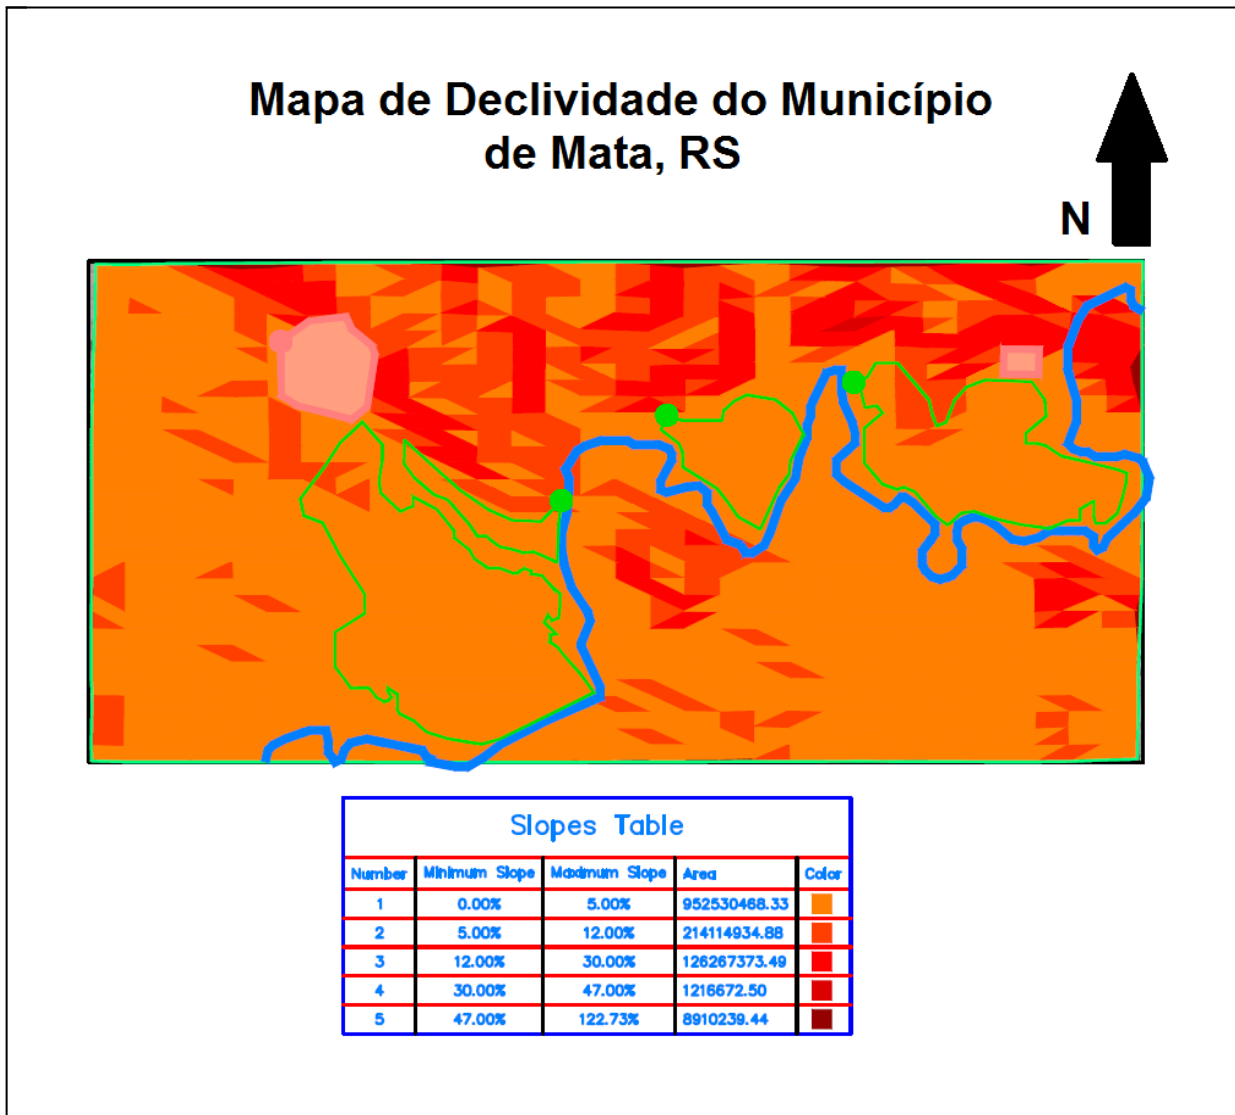 Mapa de Declividade do Município
de Mata, RS
N
Slopes Table
Number Minimum Slope Maximum Slope Area Color
1 0.00% 5.00% 952530468.33
2 5.00% 12.00% 214114934.88
3 12.00% 30.00% 126267373.49
4 30.00% 47.00% 1216672.50
5 47.00% 122.73% 8910239.44